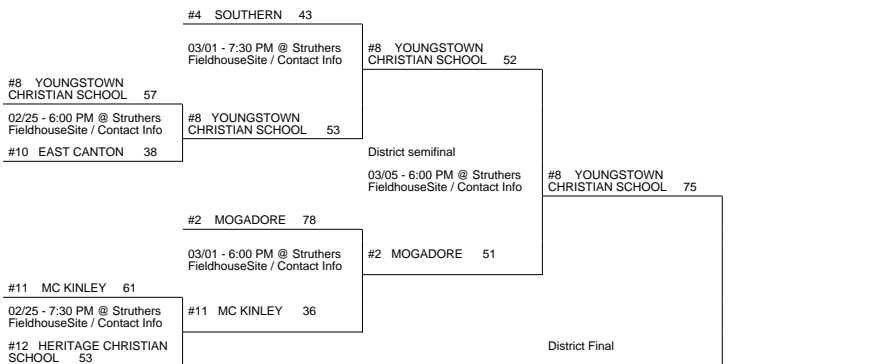 #4 SOUTHERN 43
03/01 - 7:30 PM @ Struthers
FieldhouseSite / Contact Info
#8 YOUNGSTOWN
CHRISTIAN SCHOOL 52
#8 YOUNGSTOWN
CHRISTIAN SCHOOL 57
02/25 - 6:00 PM @ Struthers
FieldhouseSite / Contact Info
#8 YOUNGSTOWN
CHRISTIAN SCHOOL 53
#10 EAST CANTON 38
District semifinal
03/05 - 6:00 PM @ Struthers
FieldhouseSite / Contact Info
#8 YOUNGSTOWN
CHRISTIAN SCHOOL 75
#2 MOGADORE 78
03/01 - 6:00 PM @ Struthers
FieldhouseSite / Contact Info
#2 MOGADORE 51
#11 MC KINLEY 61
02/25 - 7:30 PM @ Struthers
FieldhouseSite / Contact Info
#11 MC KINLEY 36
#12 HERITAGE CHRISTIAN
SCHOOL 53
District Final